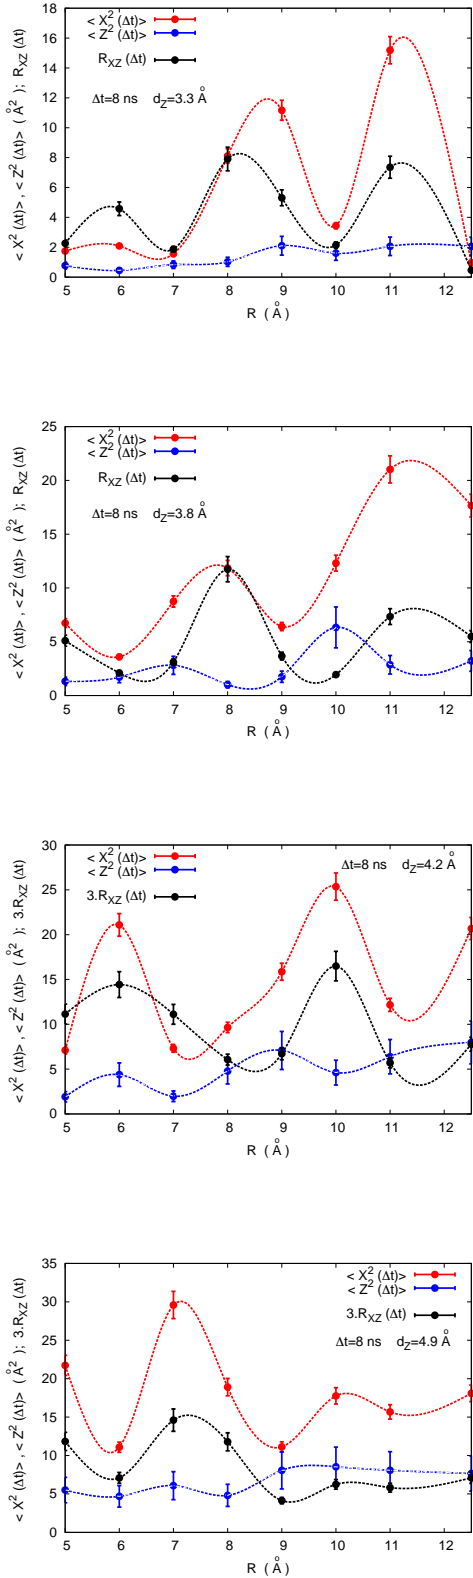 < X² (Δt)> , < Z² (Δt)> ( Å² ) ; R_XZ (Δt)
18
16
14
12
10
8
6
4
2
0
< X² (Δt)>
< Z² (Δt)>
R_XZ (Δt)
Δt=8 ns d_Z=3.3 Å
5 6 7 8 9 10 11 12
R ( Å )
< X² (Δt)> , < Z² (Δt)> ( Å² ) ; R_XZ (Δt)
25
20
15
10
5
0
< X² (Δt)>
< Z² (Δt)>
R_XZ (Δt)
Δt=8 ns d_Z=3.8 Å
5 6 7 8 9 10 11 12
R ( Å )
< X² (Δt)> , < Z² (Δt)> ( Å² ) ; 3.R_XZ (Δt)
30
25
20
15
10
5
0
< X² (Δt)>
< Z² (Δt)>
3.R_XZ (Δt)
Δt=8 ns d_Z=4.2 Å
5 6 7 8 9 10 11 12
R ( Å )
< X² (Δt)> , < Z² (Δt)> ( Å² ) ; 3.R_XZ (Δt)
35
30
25
20
15
10
5
0
< X² (Δt)>
< Z² (Δt)>
3.R_XZ (Δt)
Δt=8 ns d_Z=4.9 Å
5 6 7 8 9 10 11 12
R ( Å )